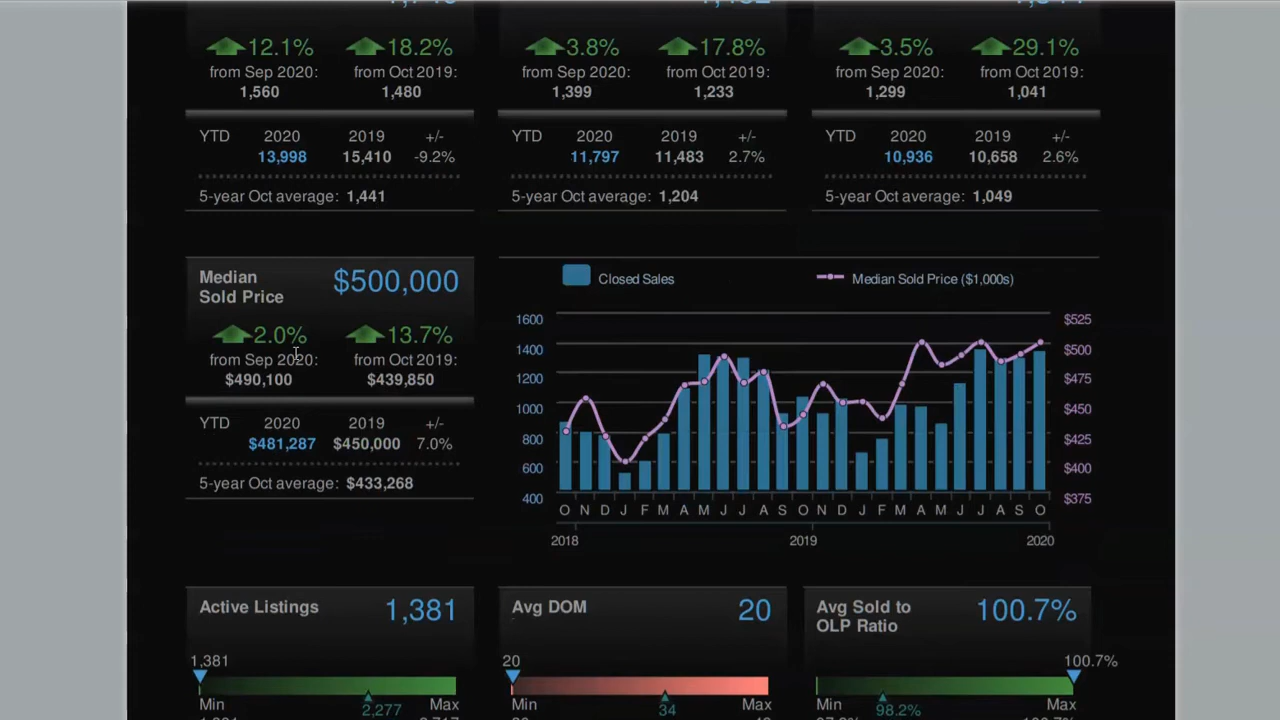 12.1% 18.2%
from Sep 2020: from Oct 2019:
1,560 1,480
YTD 2020 2019 +/-
13,998 15,410 -9.2%
5-year Oct average: 1,441
3.8% 17.8%
from Sep 2020: from Oct 2019:
1,399 1,233
YTD 2020 2019 +/-
11,797 11,483 2.7%
5-year Oct average: 1,204
3.5% 29.1%
from Sep 2020: from Oct 2019:
1,299 1,041
YTD 2020 2019 +/-
10,936 10,658 2.6%
5-year Oct average: 1,049
Median
Sold Price
$500,000
2.0% 13.7%
from Sep 2020: from Oct 2019:
$490,100 $439,850
YTD 2020 2019 +/-
$481,287 $450,000 7.0%
5-year Oct average: $433,268
Closed Sales Median Sold Price ($1,000s)
1600 $525
1400 $500
1200 $475
1000 $450
800 $425
600 $400
400 $375
O N D J F M A M J J A S O N D J F M A M J J A S O
2018 2019 2020
Active Listings 1,381
1,381
Min Max
2,277
Avg DOM 20
20
Min Max
34
Avg Sold to
OLP Ratio
100.7%
100.7%
Min Max
98.2%